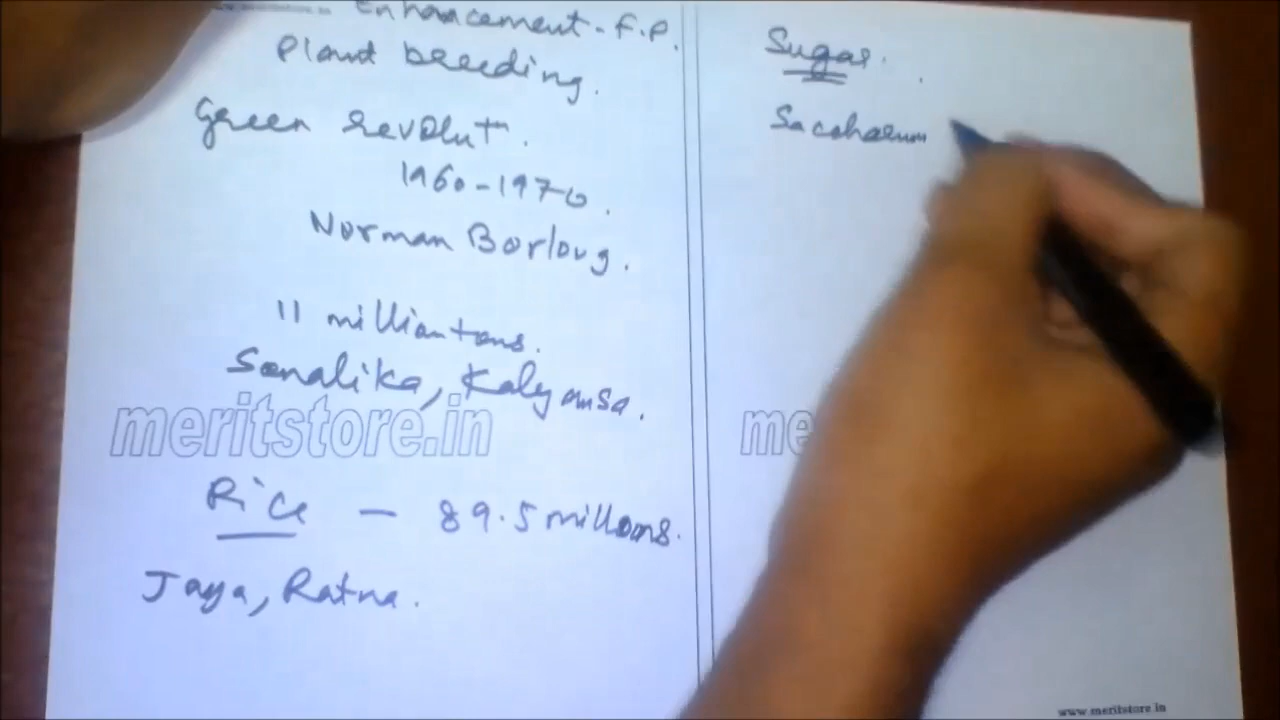 Enhancement - F.P.
Plant breeding.
Green revolut.
1960-1970.
Norman Borloug.
11 million tons.
Sonalika, Kalyansa.
meritstore.in
Rice - 89.5 millions.
Jaya, Ratna.
Sugar.
Saccharum
me
www.meritstore.in